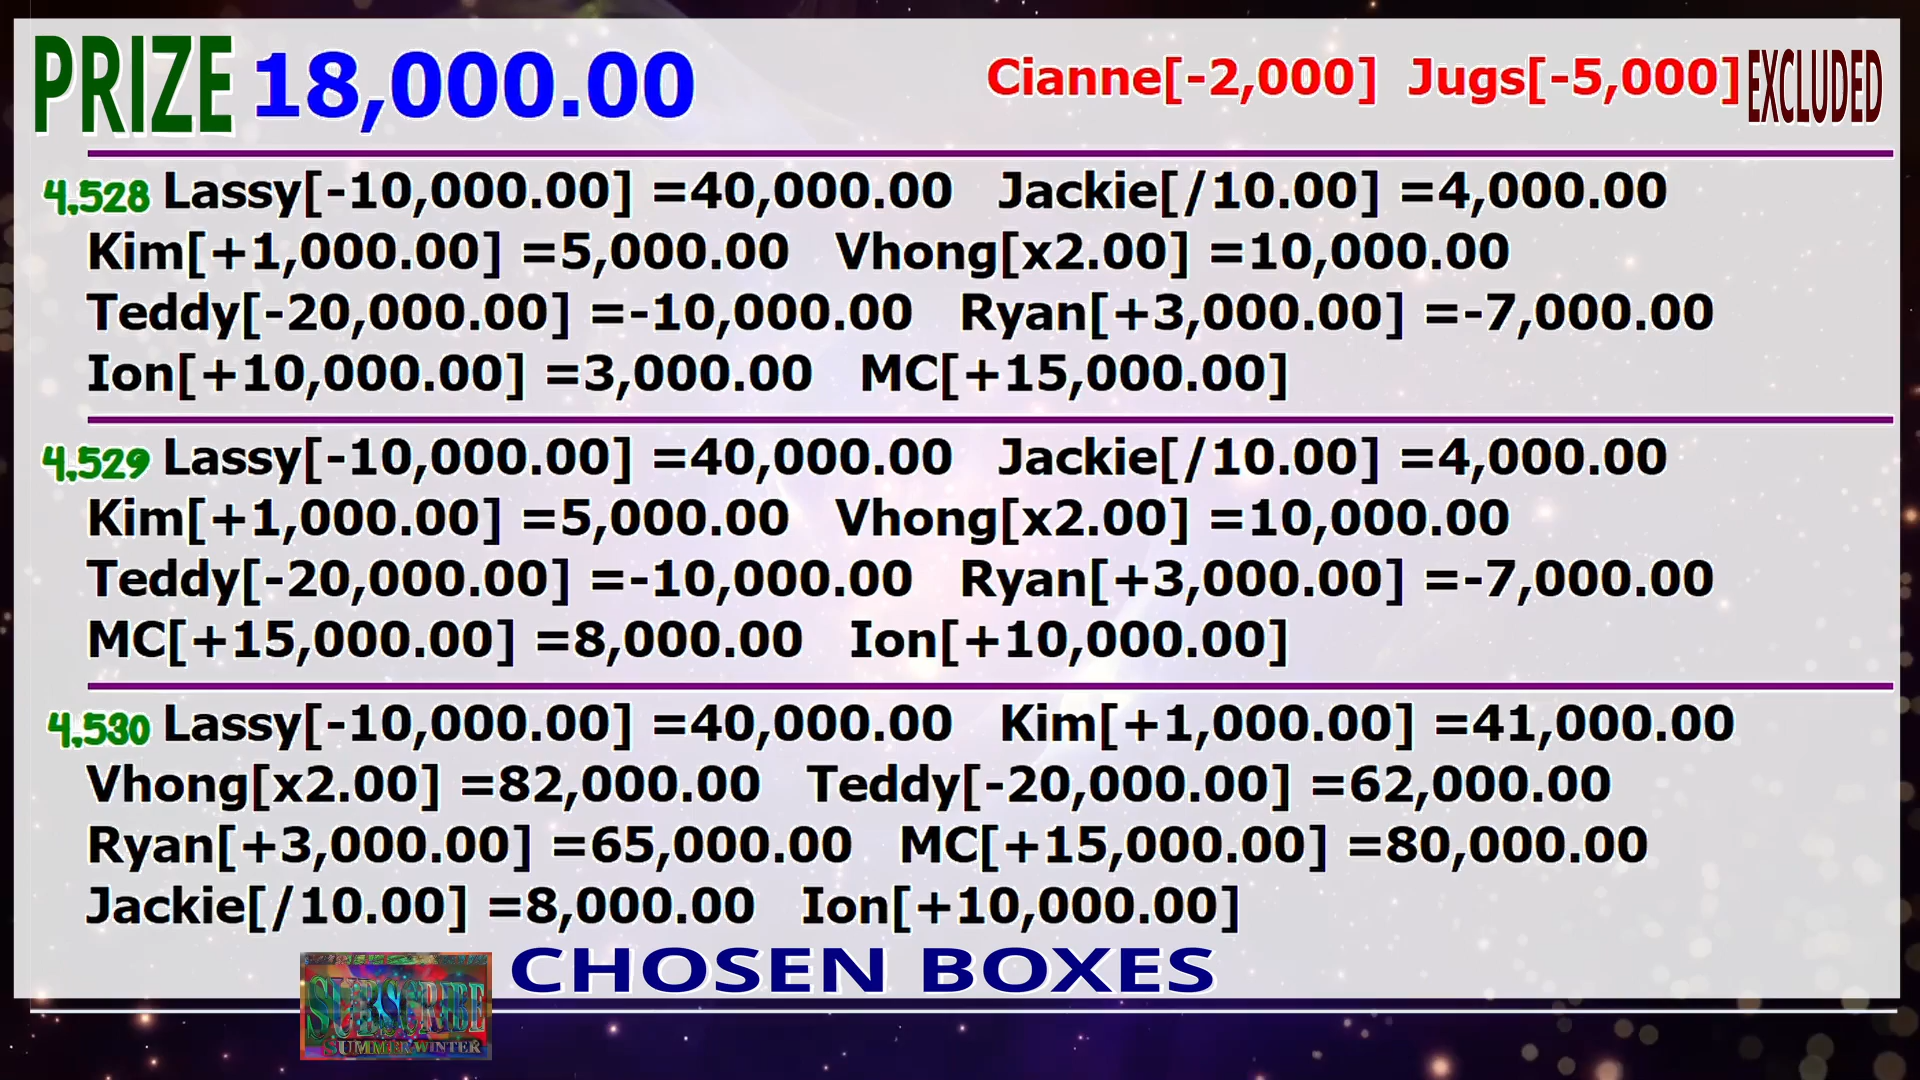 PRIZE 18,000.00 Cianne[-2,000] Jugs[-5,000] EXCLUDED
4,528 Lassy[-10,000.00] =40,000.00 Jackie[/10.00] =4,000.00
Kim[+1,000.00] =5,000.00 Vhong[x2.00] =10,000.00
Teddy[-20,000.00] =-10,000.00 Ryan[+3,000.00] =-7,000.00
Ion[+10,000.00] =3,000.00 MC[+15,000.00]
4,529 Lassy[-10,000.00] =40,000.00 Jackie[/10.00] =4,000.00
Kim[+1,000.00] =5,000.00 Vhong[x2.00] =10,000.00
Teddy[-20,000.00] =-10,000.00 Ryan[+3,000.00] =-7,000.00
MC[+15,000.00] =8,000.00 Ion[+10,000.00]
4,530 Lassy[-10,000.00] =40,000.00 Kim[+1,000.00] =41,000.00
Vhong[x2.00] =82,000.00 Teddy[-20,000.00] =62,000.00
Ryan[+3,000.00] =65,000.00 MC[+15,000.00] =80,000.00
Jackie[/10.00] =8,000.00 Ion[+10,000.00]
CHOSEN BOXES
SUBSCRIBE
SUMMER WINTER